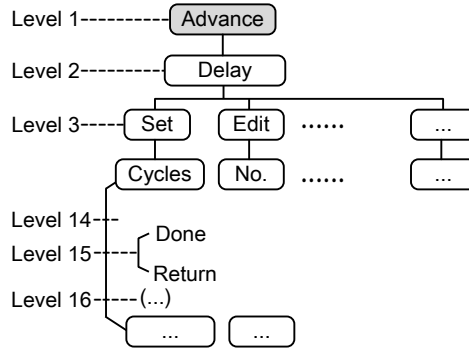 Level 1 Advance
Level 2 Delay
Level 3 Set Edit ...... ...
Cycles No. ...... ...
Level 14
Done
Level 15
Return
Level 16 (...)
... ...